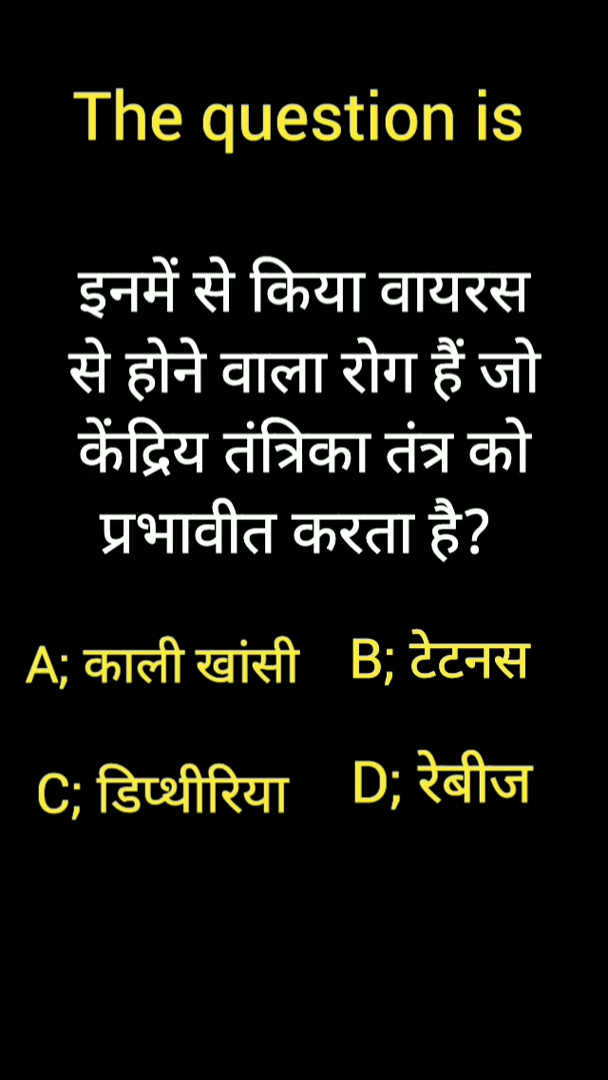 The question is
इनमें से किया वायरस
से होने वाला रोग हैं जो
केंद्रिय तंत्रिका तंत्र को
प्रभावीत करता है?
A; काली खांसी B; टेटनस
C; डिप्थीरिया D; रेबीज